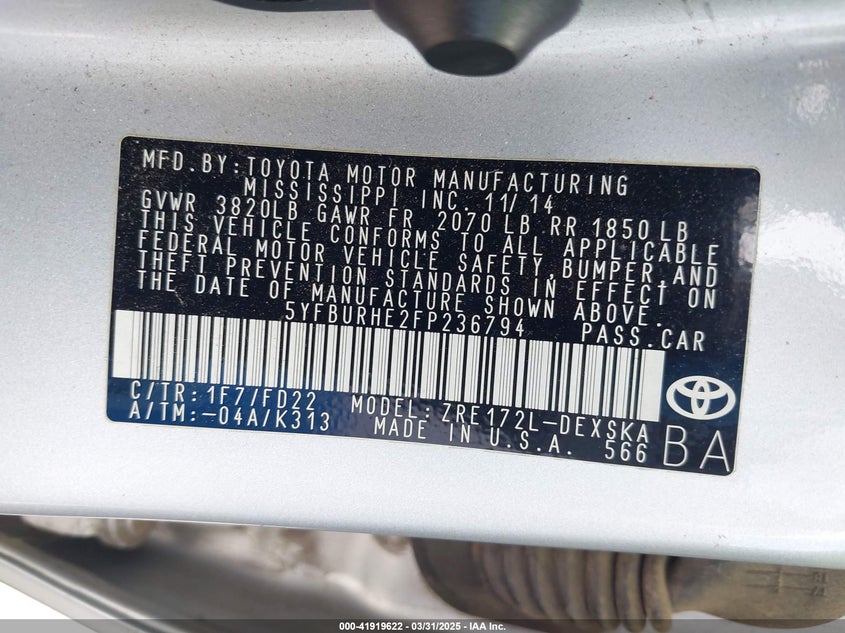 MFD. BY: TOYOTA MOTOR MANUFACTURING
MISSISSIPPI INC. 11/14
GVWR 3820LB GAWR FR 2070 LB RR 1850 LB
THIS VEHICLE CONFORMS TO ALL APPLICABLE
FEDERAL MOTOR VEHICLE SAFETY, BUMPER, AND
THEFT PREVENTION STANDARDS IN EFFECT ON
THE DATE OF MANUFACTURE SHOWN ABOVE.
5YFBURHE2FP236794 PASS. CAR
C/TR: 1F7/FD22 MODEL: ZRE172L-DEXSKA
A/TM: -04A/K313 MADE IN U.S.A. 566
BA
000-41919622 — 03/31/2025 — IAA Inc.